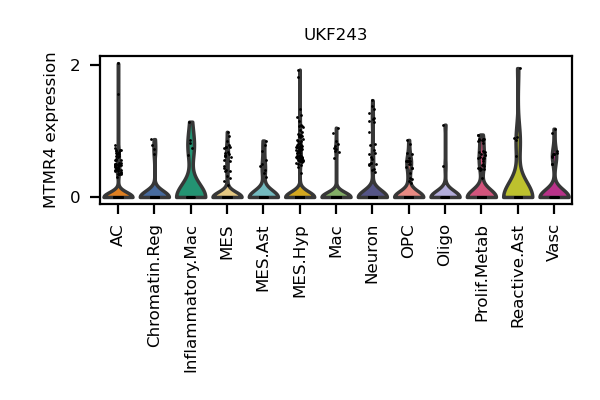 UKF243
MTMR4 expression
2
0
AC
Chromatin.Reg
Inflammatory.Mac
MES
MES.Ast
MES.Hyp
Mac
Neuron
OPC
Oligo
Prolif.Metab
Reactive.Ast
Vasc